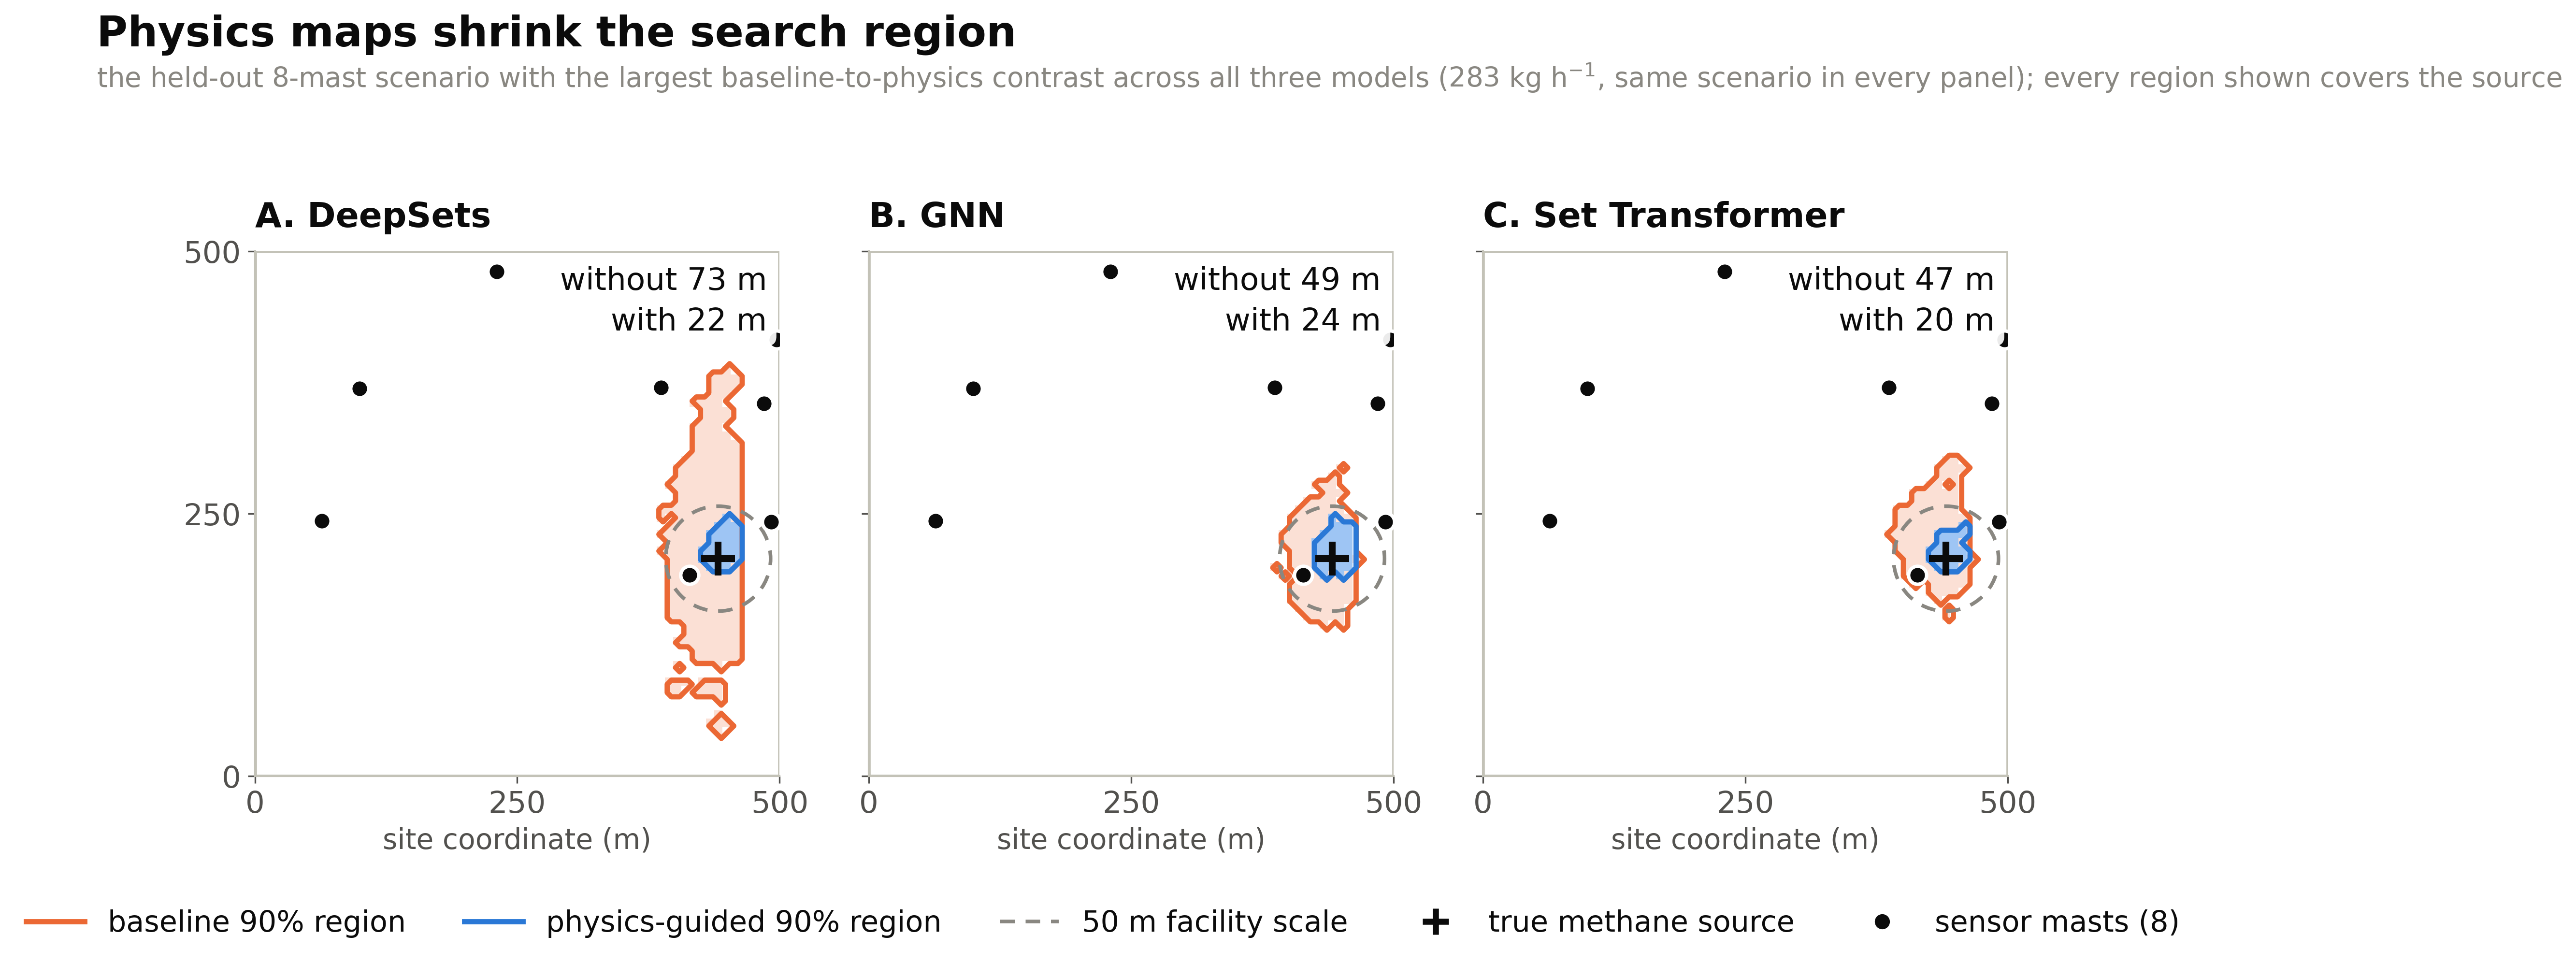 Physics maps shrink the search region
the held-out 8-mast scenario with the largest baseline-to-physics contrast across all three models (283 kg h⁻¹, same scenario in every panel); every region shown covers the source
A. DeepSets
B. GNN
C. Set Transformer
500
250
0
without 73 m
with 22 m
without 49 m
with 24 m
without 47 m
with 20 m
0 250 500
0 250 500
0 250 500
site coordinate (m)
site coordinate (m)
site coordinate (m)
baseline 90% region
physics-guided 90% region
50 m facility scale
true methane source
sensor masts (8)